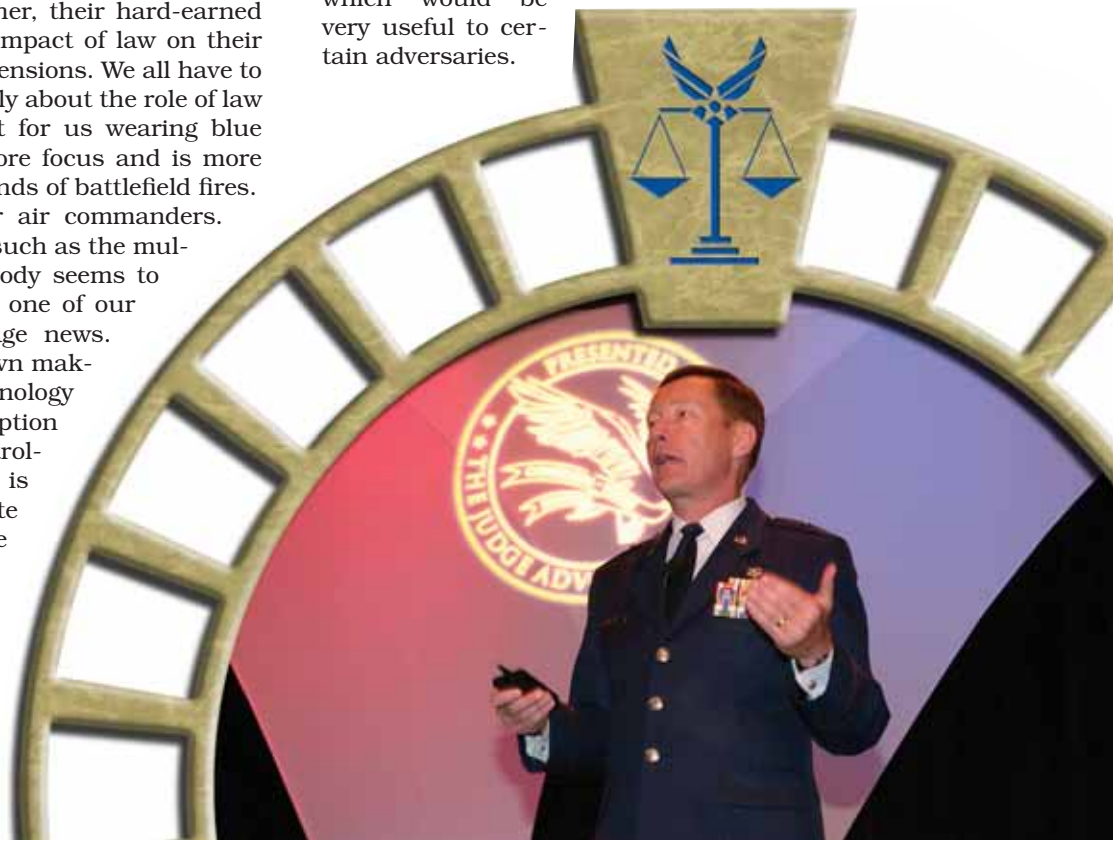 ner, their hard-earned
mpact of law on their
ensions. We all have to
ly about the role of law
t for us wearing blue
ore focus and is more
nds of battlefield fires.
r air commanders.
such as the mul-
ody seems to
one of our
ge news.
wn mak-
nology
ption
rol-
is
te
e
which would be
very useful to cer-
tain adversaries.
PRESENTED
THE JUDGE ADV